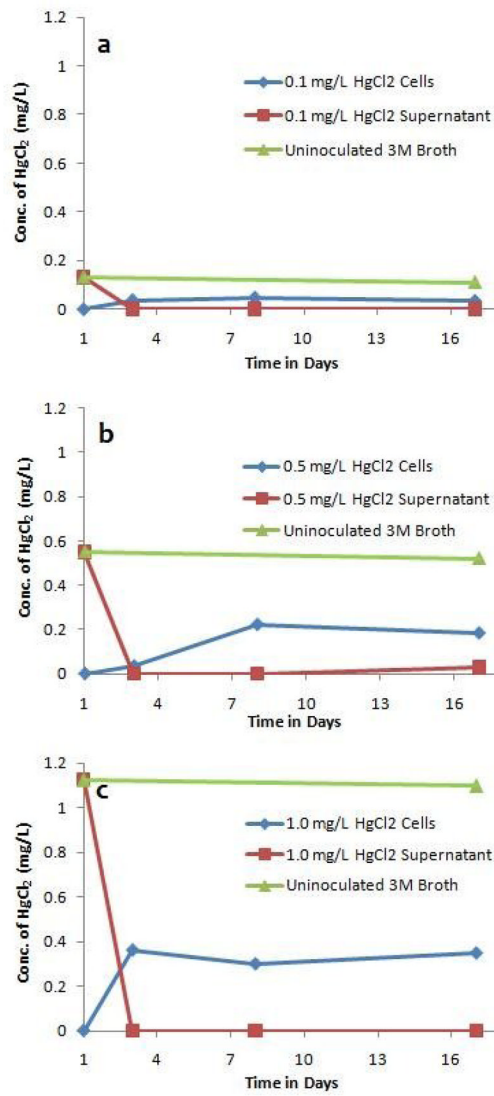 a
Conc. of HgCl₂ (mg/L)
1.2
1
0.8
0.6
0.4
0.2
0
0.1 mg/L HgCl2 Cells
0.1 mg/L HgCl2 Supernatant
Uninoculated 3M Broth
1 4 7 10 13 16
Time in Days
b
Conc. of HgCl₂ (mg/L)
1.2
1
0.8
0.6
0.4
0.2
0
0.5 mg/L HgCl2 Cells
0.5 mg/L HgCl2 Supernatant
Uninoculated 3M Broth
1 4 7 10 13 16
Time in Days
c
Conc. of HgCl₂ (mg/L)
1.2
1
0.8
0.6
0.4
0.2
0
1.0 mg/L HgCl2 Cells
1.0 mg/L HgCl2 Supernatant
Uninoculated 3M Broth
1 4 7 10 13 16
Time in Days